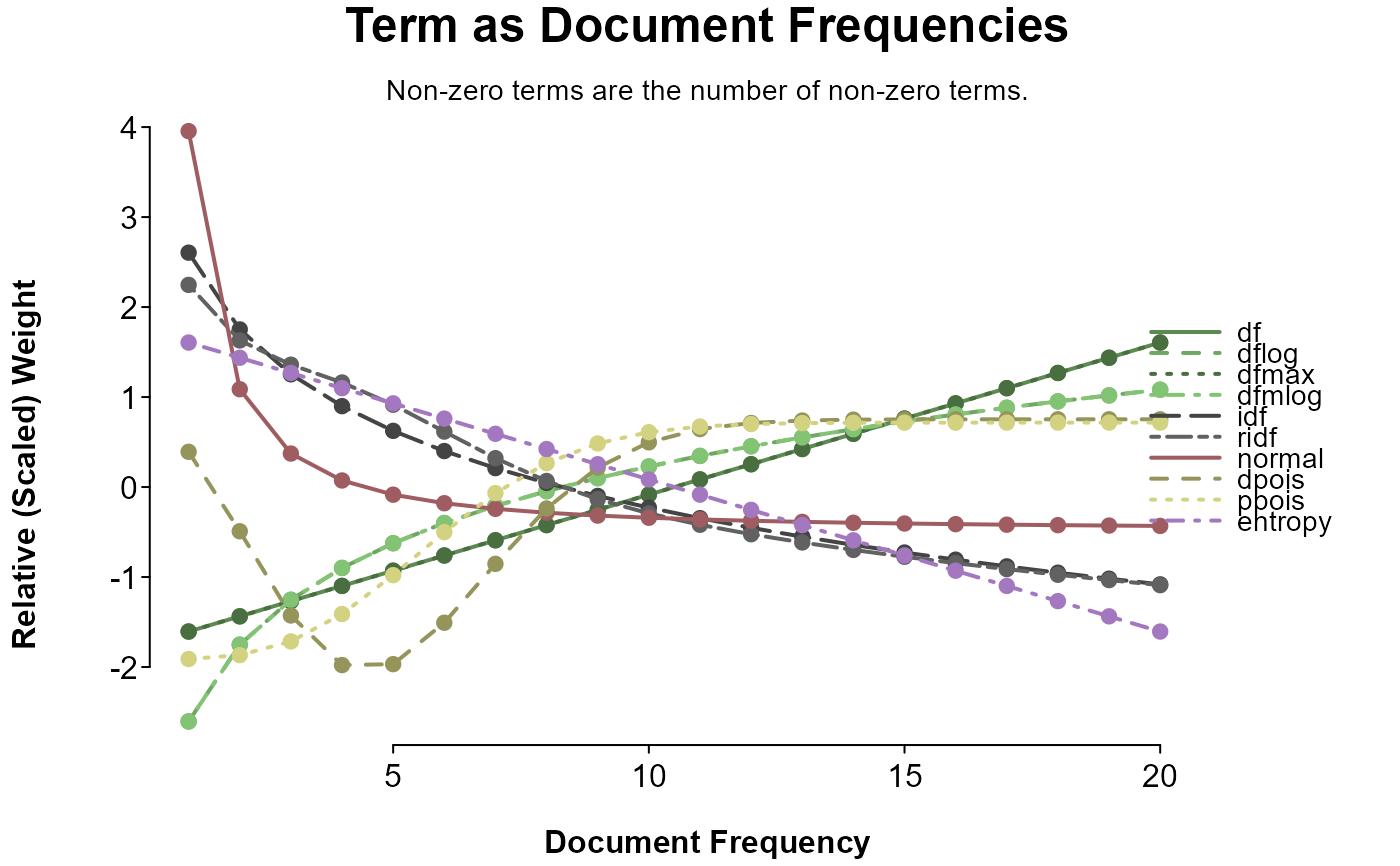 Term as Document Frequencies
Non-zero terms are the number of non-zero terms.
Relative (Scaled) Weight
4
3
2
1
0
-1
-2
df
dflog
dfmax
dfmlog
idf
ridf
normal
dpois
ppois
entropy
5
10
15
20
Document Frequency